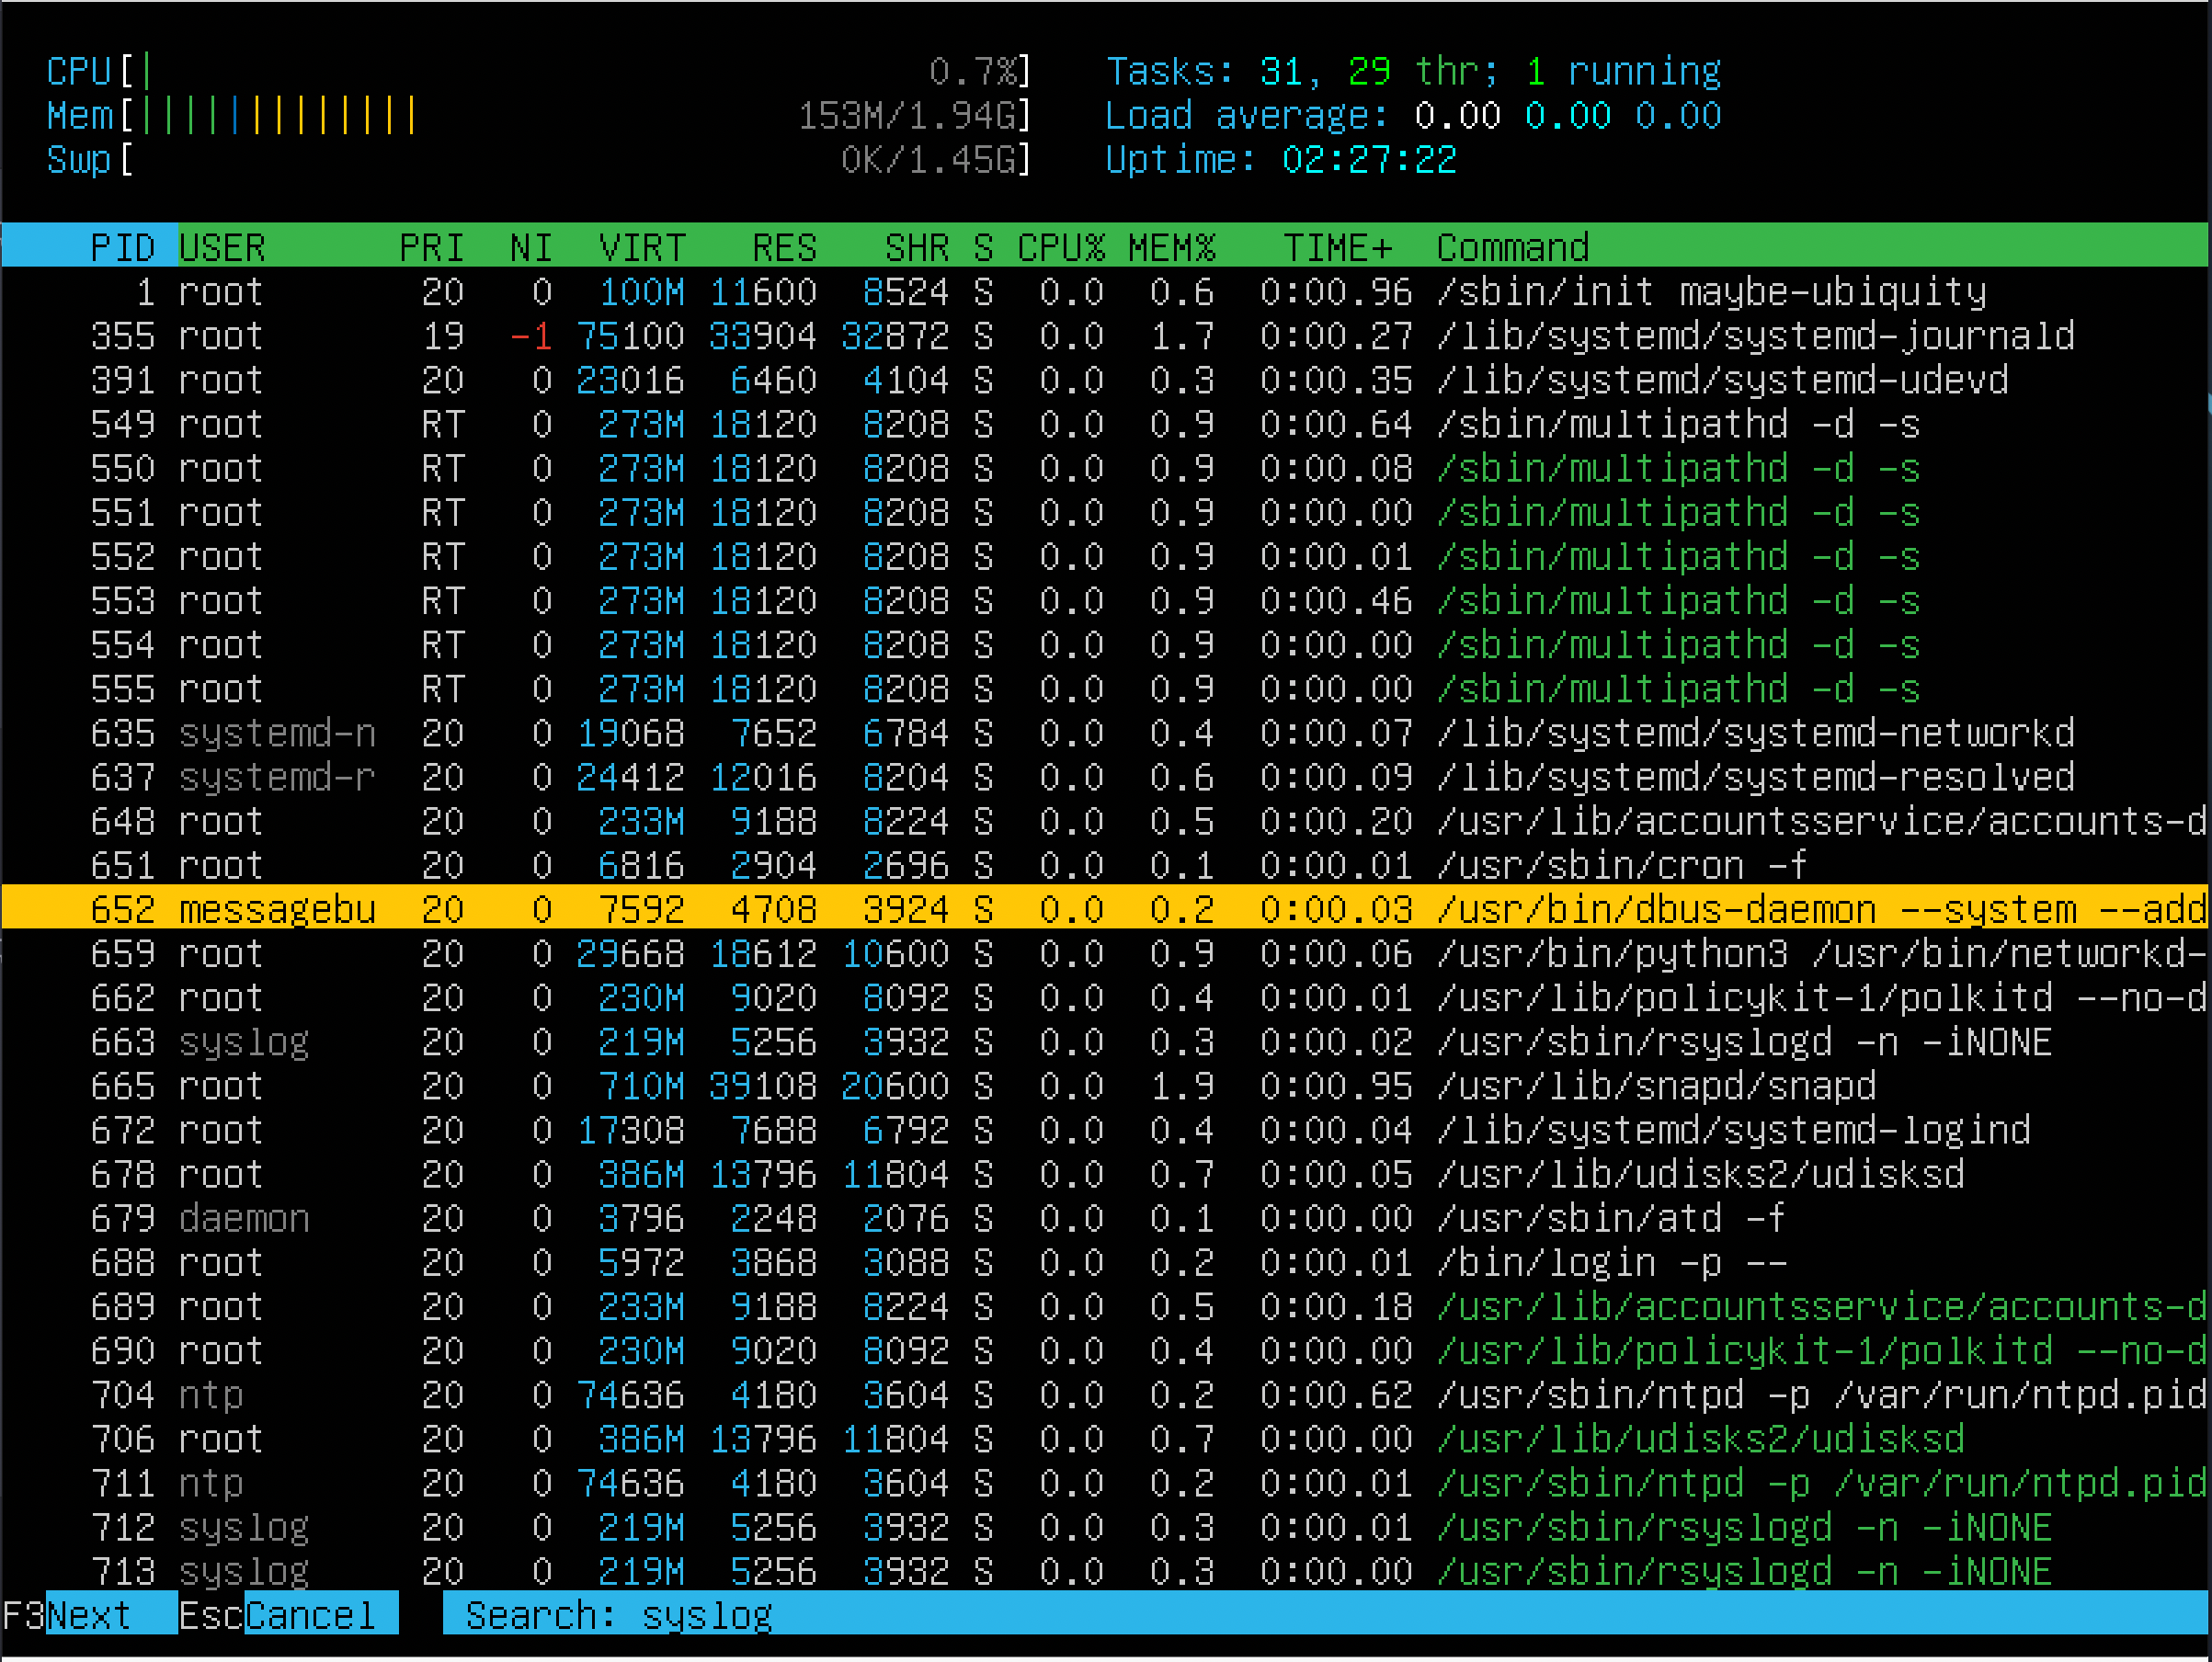 CPU[| 0.7%] Tasks: 31, 29 thr; 1 running
Mem[||||||||||||| 153M/1.94G] Load average: 0.00 0.00 0.00
Swp[ 0K/1.45G] Uptime: 02:27:22
PID USER PRI NI VIRT RES SHR S CPU% MEM% TIME+ Command
1 root 20 0 100M 11600 8524 S 0.0 0.6 0:00.96 /sbin/init maybe-ubiquity
355 root 19 -1 75100 33904 32872 S 0.0 1.7 0:00.27 /lib/systemd/systemd-journald
391 root 20 0 23016 6460 4104 S 0.0 0.3 0:00.35 /lib/systemd/systemd-udevd
549 root RT 0 273M 18120 8208 S 0.0 0.9 0:00.64 /sbin/multipathd -d -s
550 root RT 0 273M 18120 8208 S 0.0 0.9 0:00.08 /sbin/multipathd -d -s
551 root RT 0 273M 18120 8208 S 0.0 0.9 0:00.00 /sbin/multipathd -d -s
552 root RT 0 273M 18120 8208 S 0.0 0.9 0:00.01 /sbin/multipathd -d -s
553 root RT 0 273M 18120 8208 S 0.0 0.9 0:00.46 /sbin/multipathd -d -s
554 root RT 0 273M 18120 8208 S 0.0 0.9 0:00.00 /sbin/multipathd -d -s
555 root RT 0 273M 18120 8208 S 0.0 0.9 0:00.00 /sbin/multipathd -d -s
635 systemd-n 20 0 19068 7652 6784 S 0.0 0.4 0:00.07 /lib/systemd/systemd-networkd
637 systemd-r 20 0 24412 12016 8204 S 0.0 0.6 0:00.09 /lib/systemd/systemd-resolved
648 root 20 0 233M 9188 8224 S 0.0 0.5 0:00.20 /usr/lib/accountsservice/accounts-d
651 root 20 0 6816 2904 2696 S 0.0 0.1 0:00.01 /usr/sbin/cron -f
652 messagebu 20 0 7592 4708 3924 S 0.0 0.2 0:00.03 /usr/bin/dbus-daemon --system --add
659 root 20 0 29668 18612 10600 S 0.0 0.9 0:00.06 /usr/bin/python3 /usr/bin/networkd-
662 root 20 0 230M 9020 8092 S 0.0 0.4 0:00.01 /usr/lib/policykit-1/polkitd --no-d
663 syslog 20 0 219M 5256 3932 S 0.0 0.3 0:00.02 /usr/sbin/rsyslogd -n -iNONE
665 root 20 0 710M 39108 20600 S 0.0 1.9 0:00.95 /usr/lib/snapd/snapd
672 root 20 0 17308 7688 6792 S 0.0 0.4 0:00.04 /lib/systemd/systemd-logind
678 root 20 0 386M 13796 11804 S 0.0 0.7 0:00.05 /usr/lib/udisks2/udisksd
679 daemon 20 0 3796 2248 2076 S 0.0 0.1 0:00.00 /usr/sbin/atd -f
688 root 20 0 5972 3868 3088 S 0.0 0.2 0:00.01 /bin/login -p --
689 root 20 0 233M 9188 8224 S 0.0 0.5 0:00.18 /usr/lib/accountsservice/accounts-d
690 root 20 0 230M 9020 8092 S 0.0 0.4 0:00.00 /usr/lib/policykit-1/polkitd --no-d
704 ntp 20 0 74636 4180 3604 S 0.0 0.2 0:00.62 /usr/sbin/ntpd -p /var/run/ntpd.pid
706 root 20 0 386M 13796 11804 S 0.0 0.7 0:00.00 /usr/lib/udisks2/udisksd
711 ntp 20 0 74636 4180 3604 S 0.0 0.2 0:00.01 /usr/sbin/ntpd -p /var/run/ntpd.pid
712 syslog 20 0 219M 5256 3932 S 0.0 0.3 0:00.01 /usr/sbin/rsyslogd -n -iNONE
713 syslog 20 0 219M 5256 3932 S 0.0 0.3 0:00.00 /usr/sbin/rsyslogd -n -iNONE
F3Next EscCancel Search: syslog